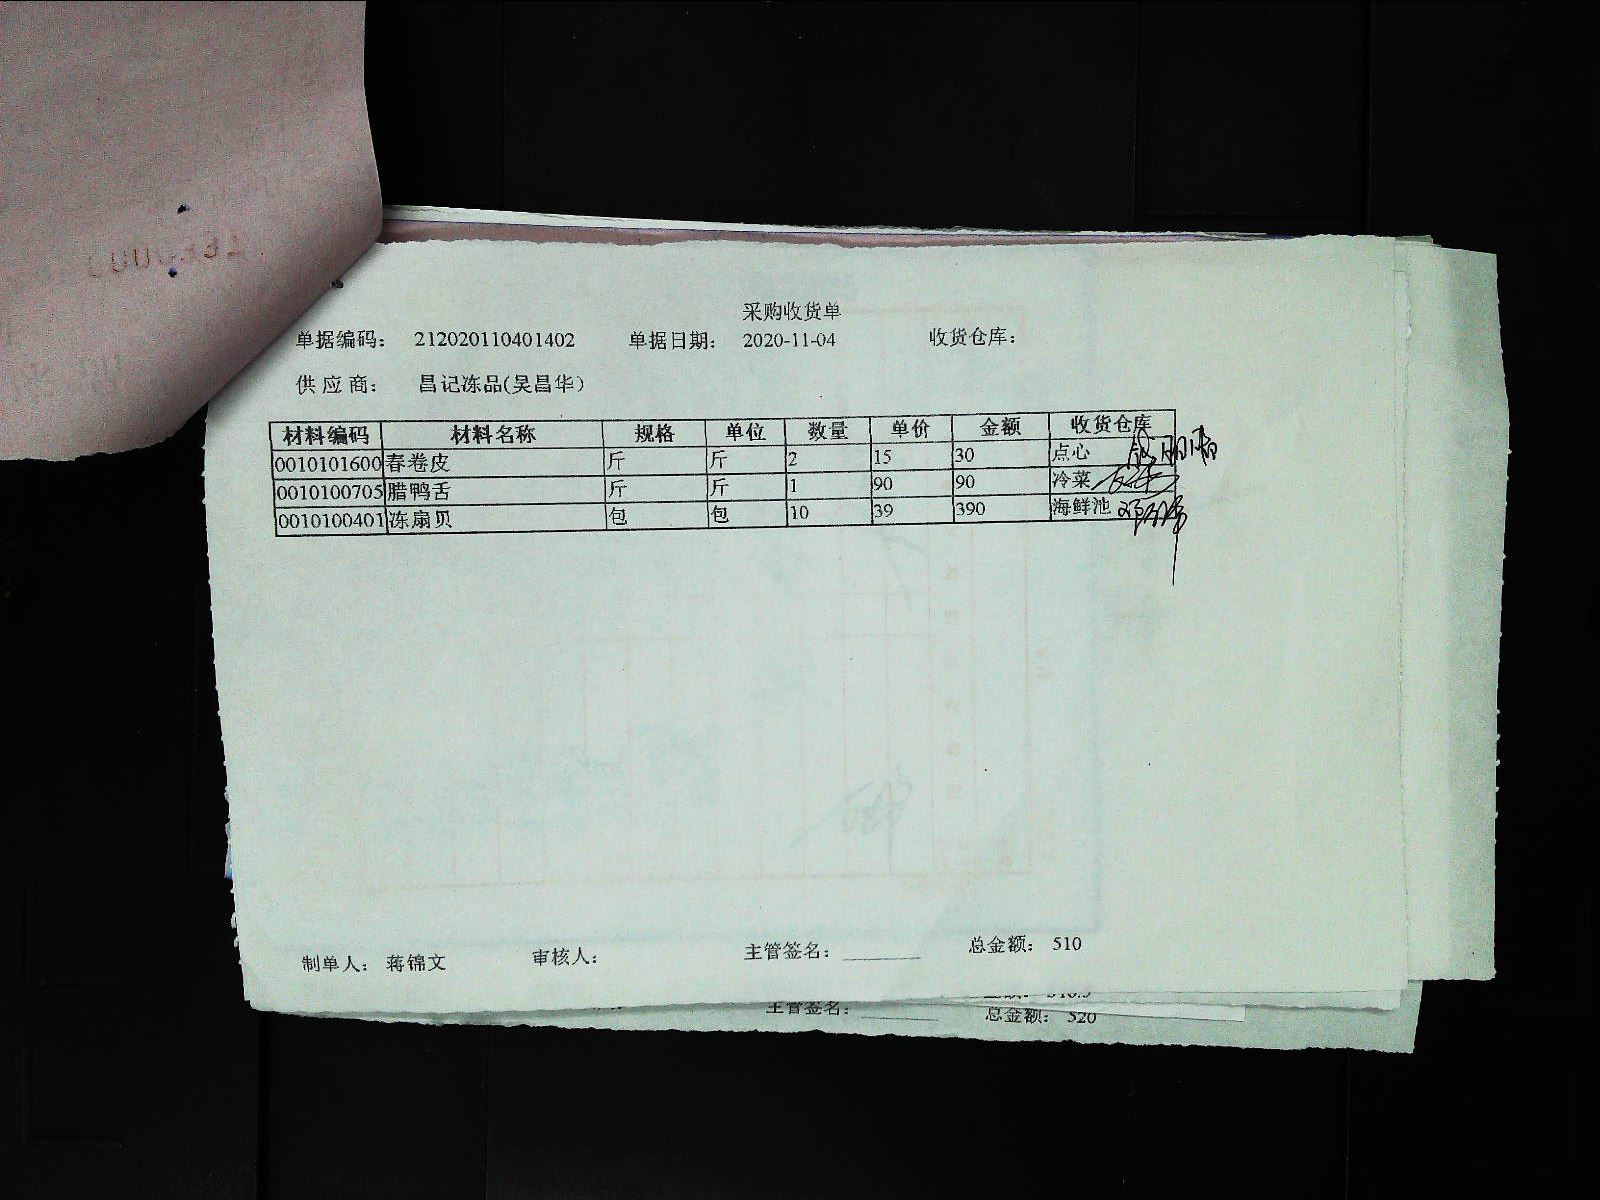 采购收货单
单据编码： 212020110401402 单据日期： 2020-11-04 收货仓库：
供 应 商： 昌记冻品(吴昌华)
材料编码 材料名称 规格 单位 数量 单价 金额 收货仓库
0010101600 春卷皮 斤 斤 2 15 30 点心
0010100705 腊鸭舌 斤 斤 1 90 90 冷菜
0010100401 冻扇贝 包 包 10 39 390 海鲜池
制单人： 蒋锦文 审核人： 主管签名： 总金额： 510
主管签名： 总金额： 520